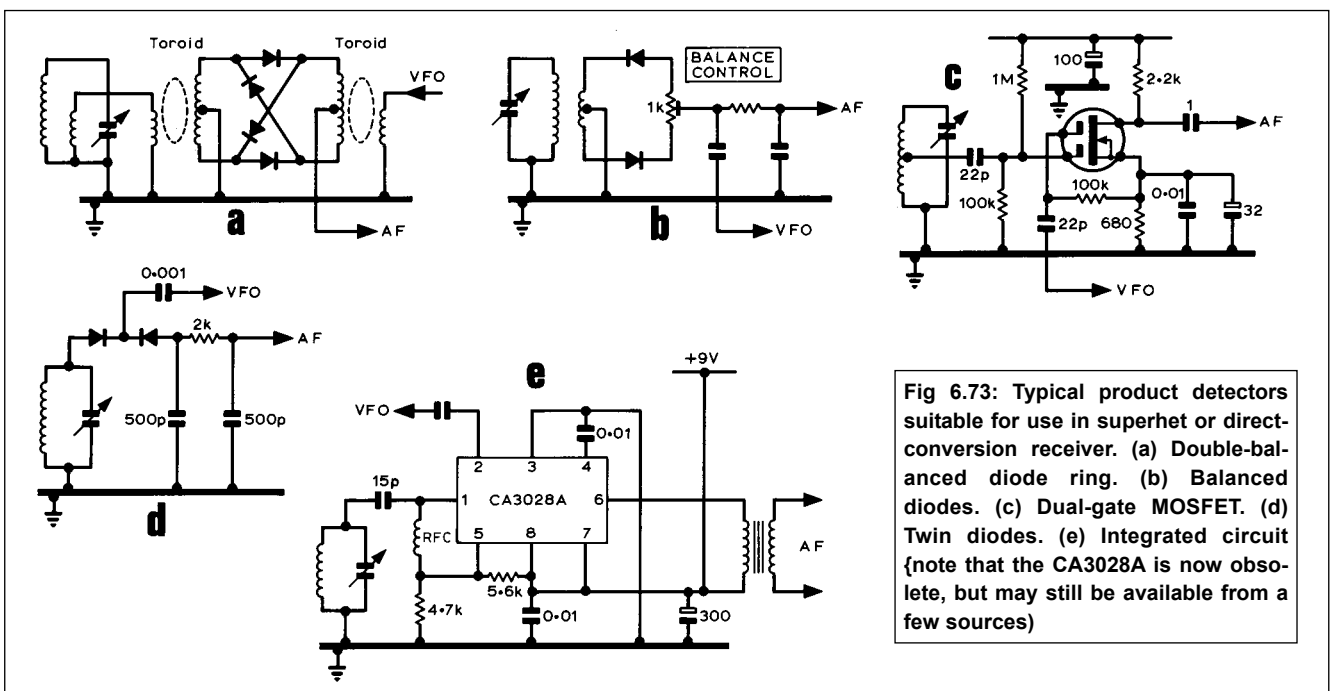 Toroid
Toroid
VFO
AF
a
BALANCE
CONTROL
1k
AF
VFO
b
c
100
1M
2·2k
1
AF
22p
100k
100k
22p
680
0·01
32
VFO
0·001
VFO
2k
AF
500p
500p
d
e
+9V
VFO
0·01
2
3
4
15p
1
CA3028A
6
RFC
5
8
7
AF
5·6k
4·7k
0·01
300
Fig 6.73: Typical product detectors
suitable for use in superhet or direct-
conversion receiver. (a) Double-bal-
anced diode ring. (b) Balanced
diodes. (c) Dual-gate MOSFET. (d)
Twin diodes. (e) Integrated circuit
{note that the CA3028A is now obso-
lete, but may still be available from a
few sources)